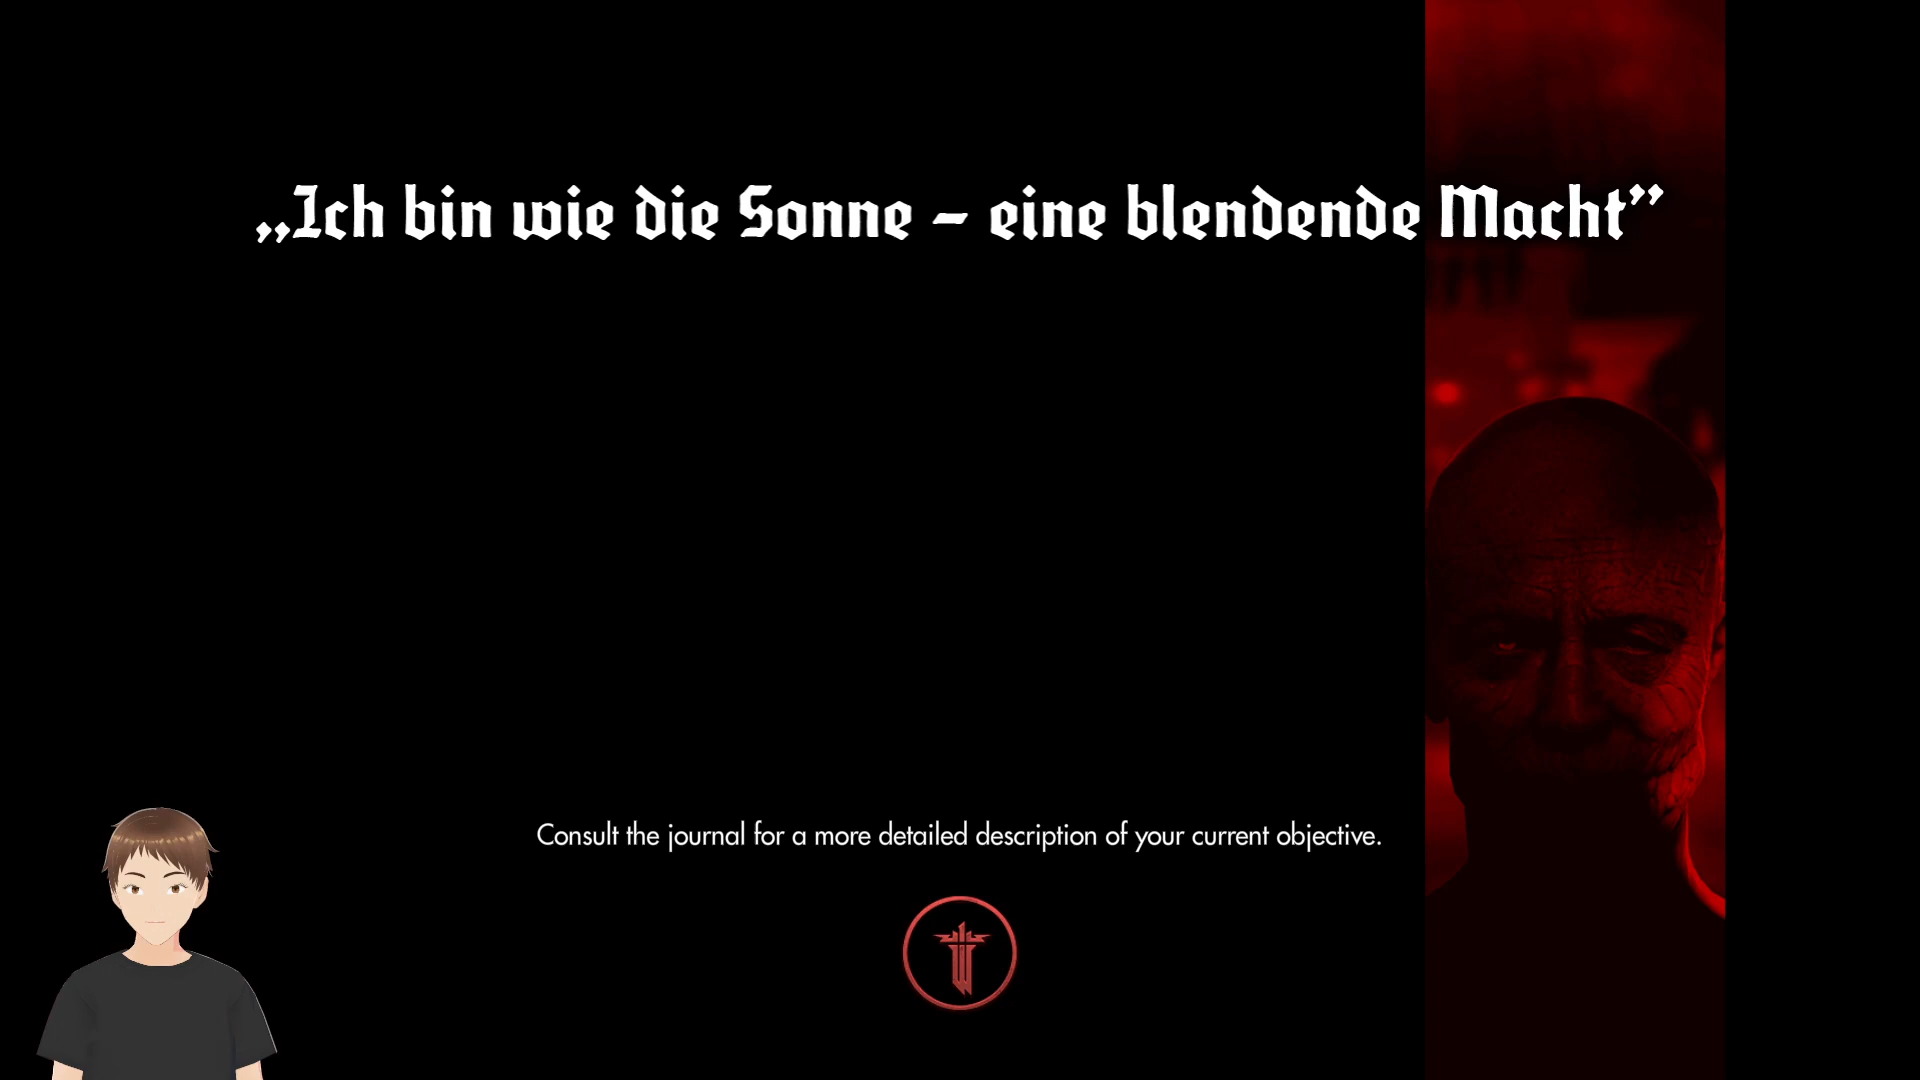 „Ich bin wie die Sonne – eine blendende Macht”
Consult the journal for a more detailed description of your current objective.